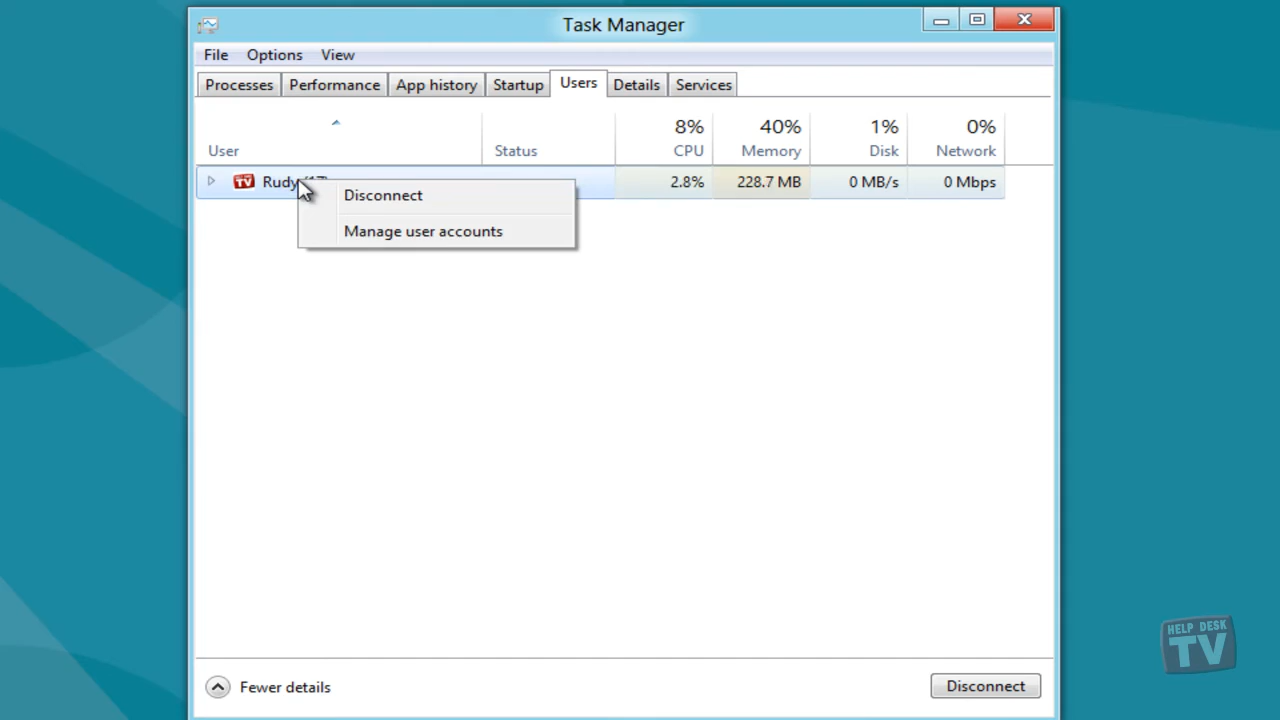 Task Manager
File Options View
Processes Performance App history Startup Users Details Services
8% 40% 1% 0%
User Status CPU Memory Disk Network
TV Rudy (17) 2.8% 228.7 MB 0 MB/s 0 Mbps
Disconnect
Manage user accounts
Fewer details Disconnect
HELP DESK
TV